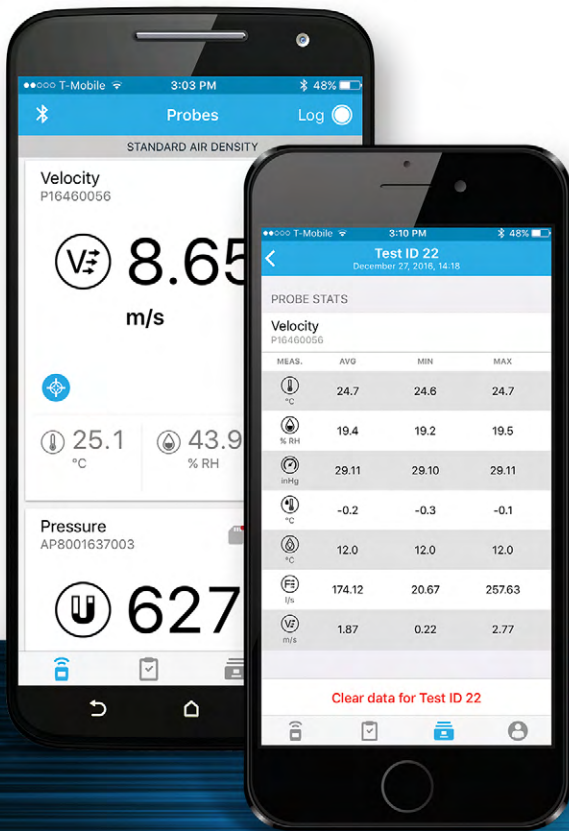 T-Mobile 3:03 PM 48%
Probes Log
STANDARD AIR DENSITY
Velocity
P16460056
V 8.65
m/s
25.1 43.9
°C % RH
Pressure
AP8001637003
627
T-Mobile 3:10 PM 48%
Test ID 22
December 27, 2016, 14:18
PROBE STATS
Velocity
P16460056
MEAS. AVG MIN MAX
°C 24.7 24.6 24.7
% RH 19.4 19.2 19.5
inHg 29.11 29.10 29.11
°C -0.2 -0.3 -0.1
°C 12.0 12.0 12.0
F l/s 174.12 20.67 257.63
V m/s 1.87 0.22 2.77
Clear data for Test ID 22